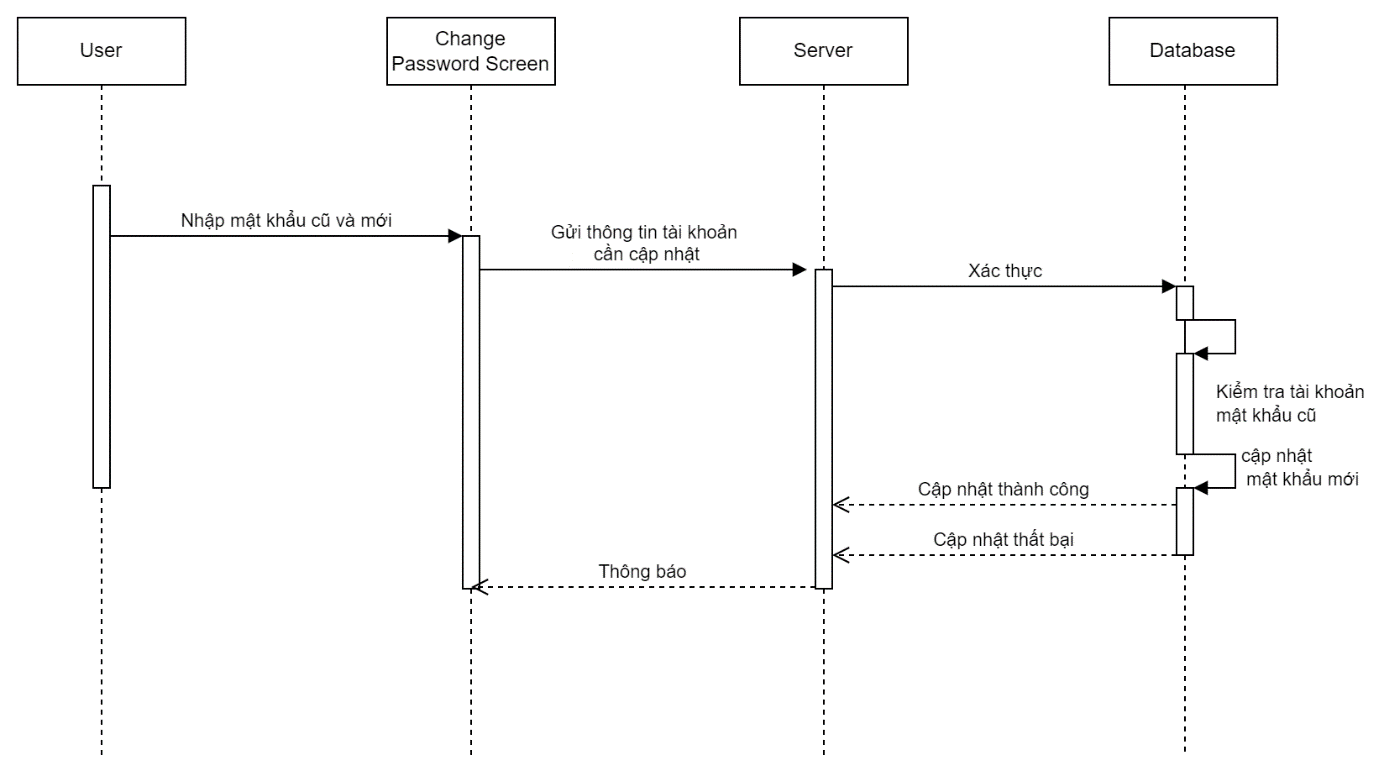 User
Change
Password Screen
Server
Database
Nhập mật khẩu cũ và mới
Gửi thông tin tài khoản
cần cập nhật
Xác thực
Kiểm tra tài khoản
mật khẩu cũ
cập nhật
mật khẩu mới
Cập nhật thành công
Cập nhật thất bại
Thông báo